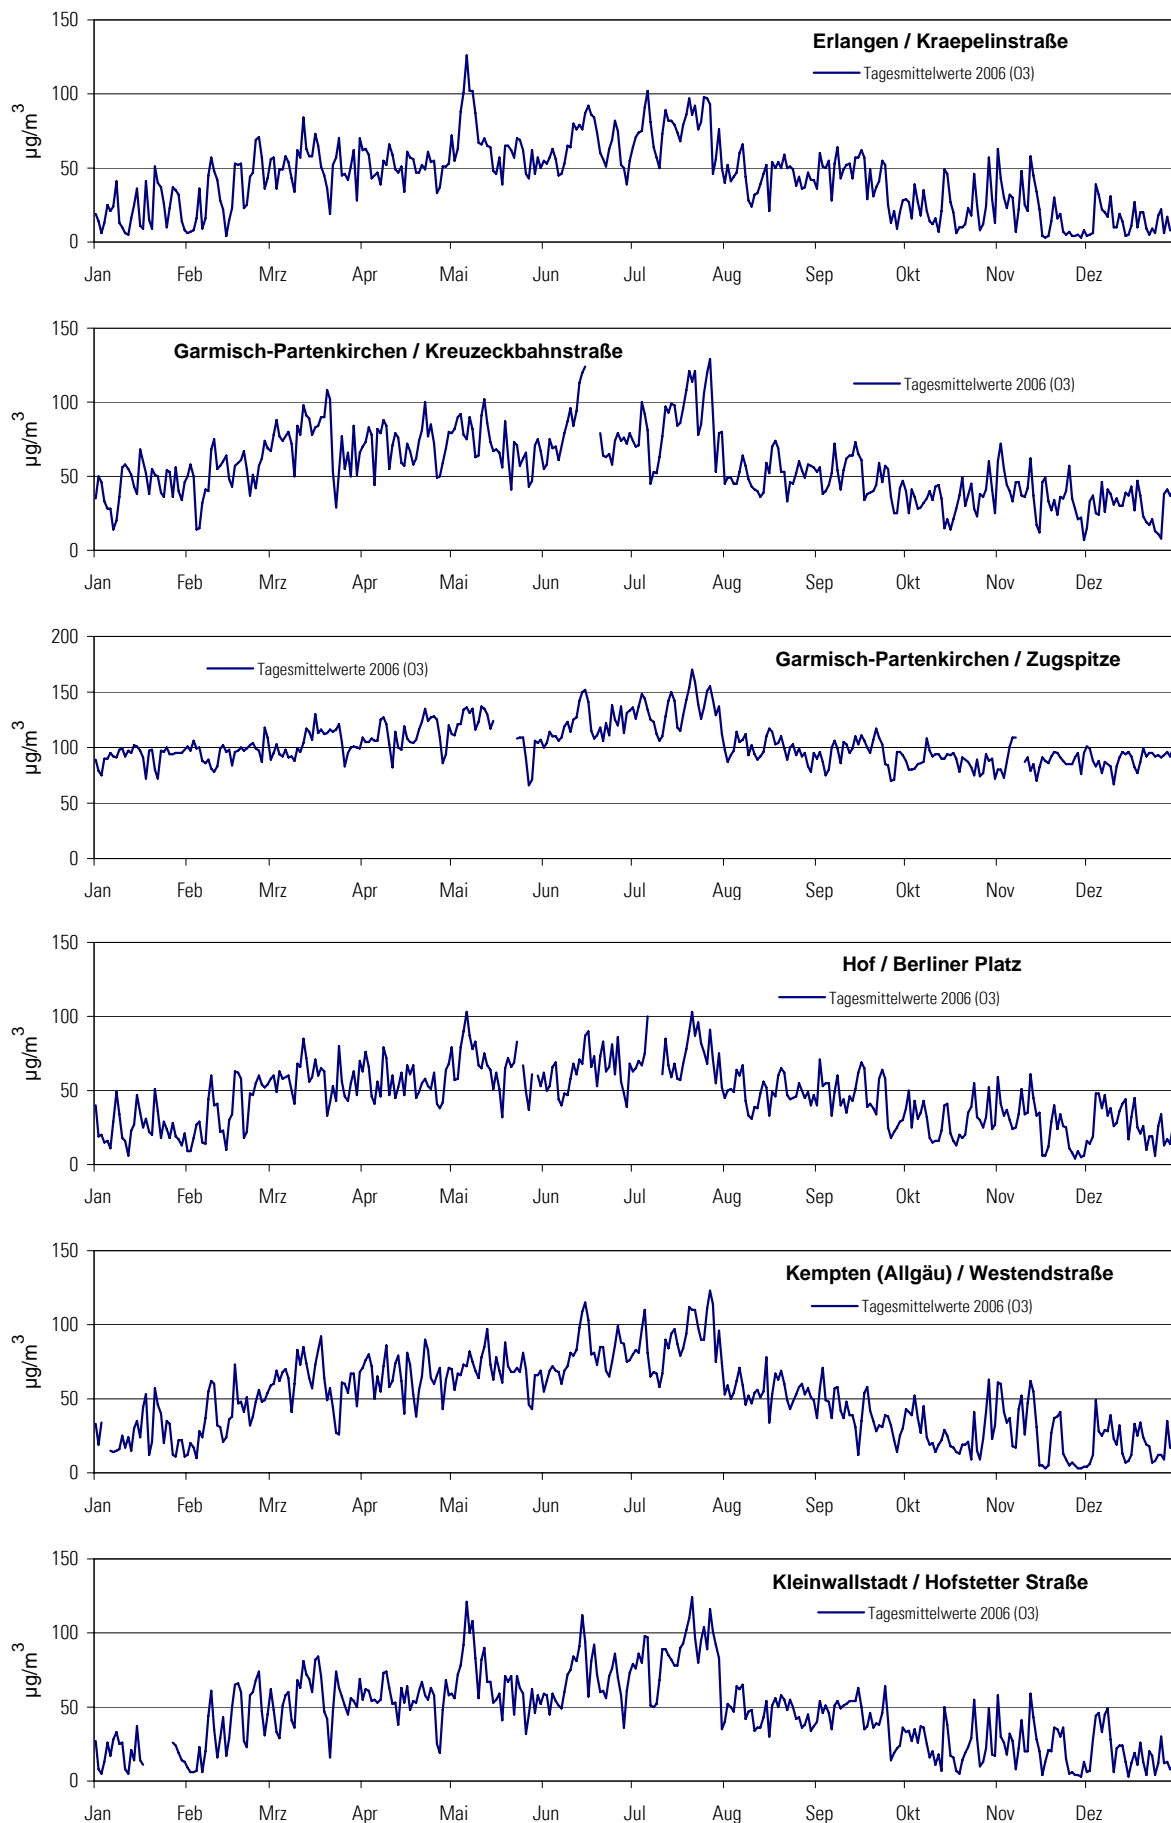 150
Erlangen / Kraepelinstraße
Tagesmittelwerte 2006 (O3)
100
µg/m³
50
0
Jan Feb Mrz Apr Mai Jun Jul Aug Sep Okt Nov Dez
150
Garmisch-Partenkirchen / Kreuzeckbahnstraße
Tagesmittelwerte 2006 (O3)
100
µg/m³
50
0
Jan Feb Mrz Apr Mai Jun Jul Aug Sep Okt Nov Dez
200
Tagesmittelwerte 2006 (O3)
Garmisch-Partenkirchen / Zugspitze
150
µg/m³
100
50
0
Jan Feb Mrz Apr Mai Jun Jul Aug Sep Okt Nov Dez
150
Hof / Berliner Platz
Tagesmittelwerte 2006 (O3)
100
µg/m³
50
0
Jan Feb Mrz Apr Mai Jun Jul Aug Sep Okt Nov Dez
150
Kempten (Allgäu) / Westendstraße
Tagesmittelwerte 2006 (O3)
100
µg/m³
50
0
Jan Feb Mrz Apr Mai Jun Jul Aug Sep Okt Nov Dez
150
Kleinwallstadt / Hofstetter Straße
Tagesmittelwerte 2006 (O3)
100
µg/m³
50
0
Jan Feb Mrz Apr Mai Jun Jul Aug Sep Okt Nov Dez